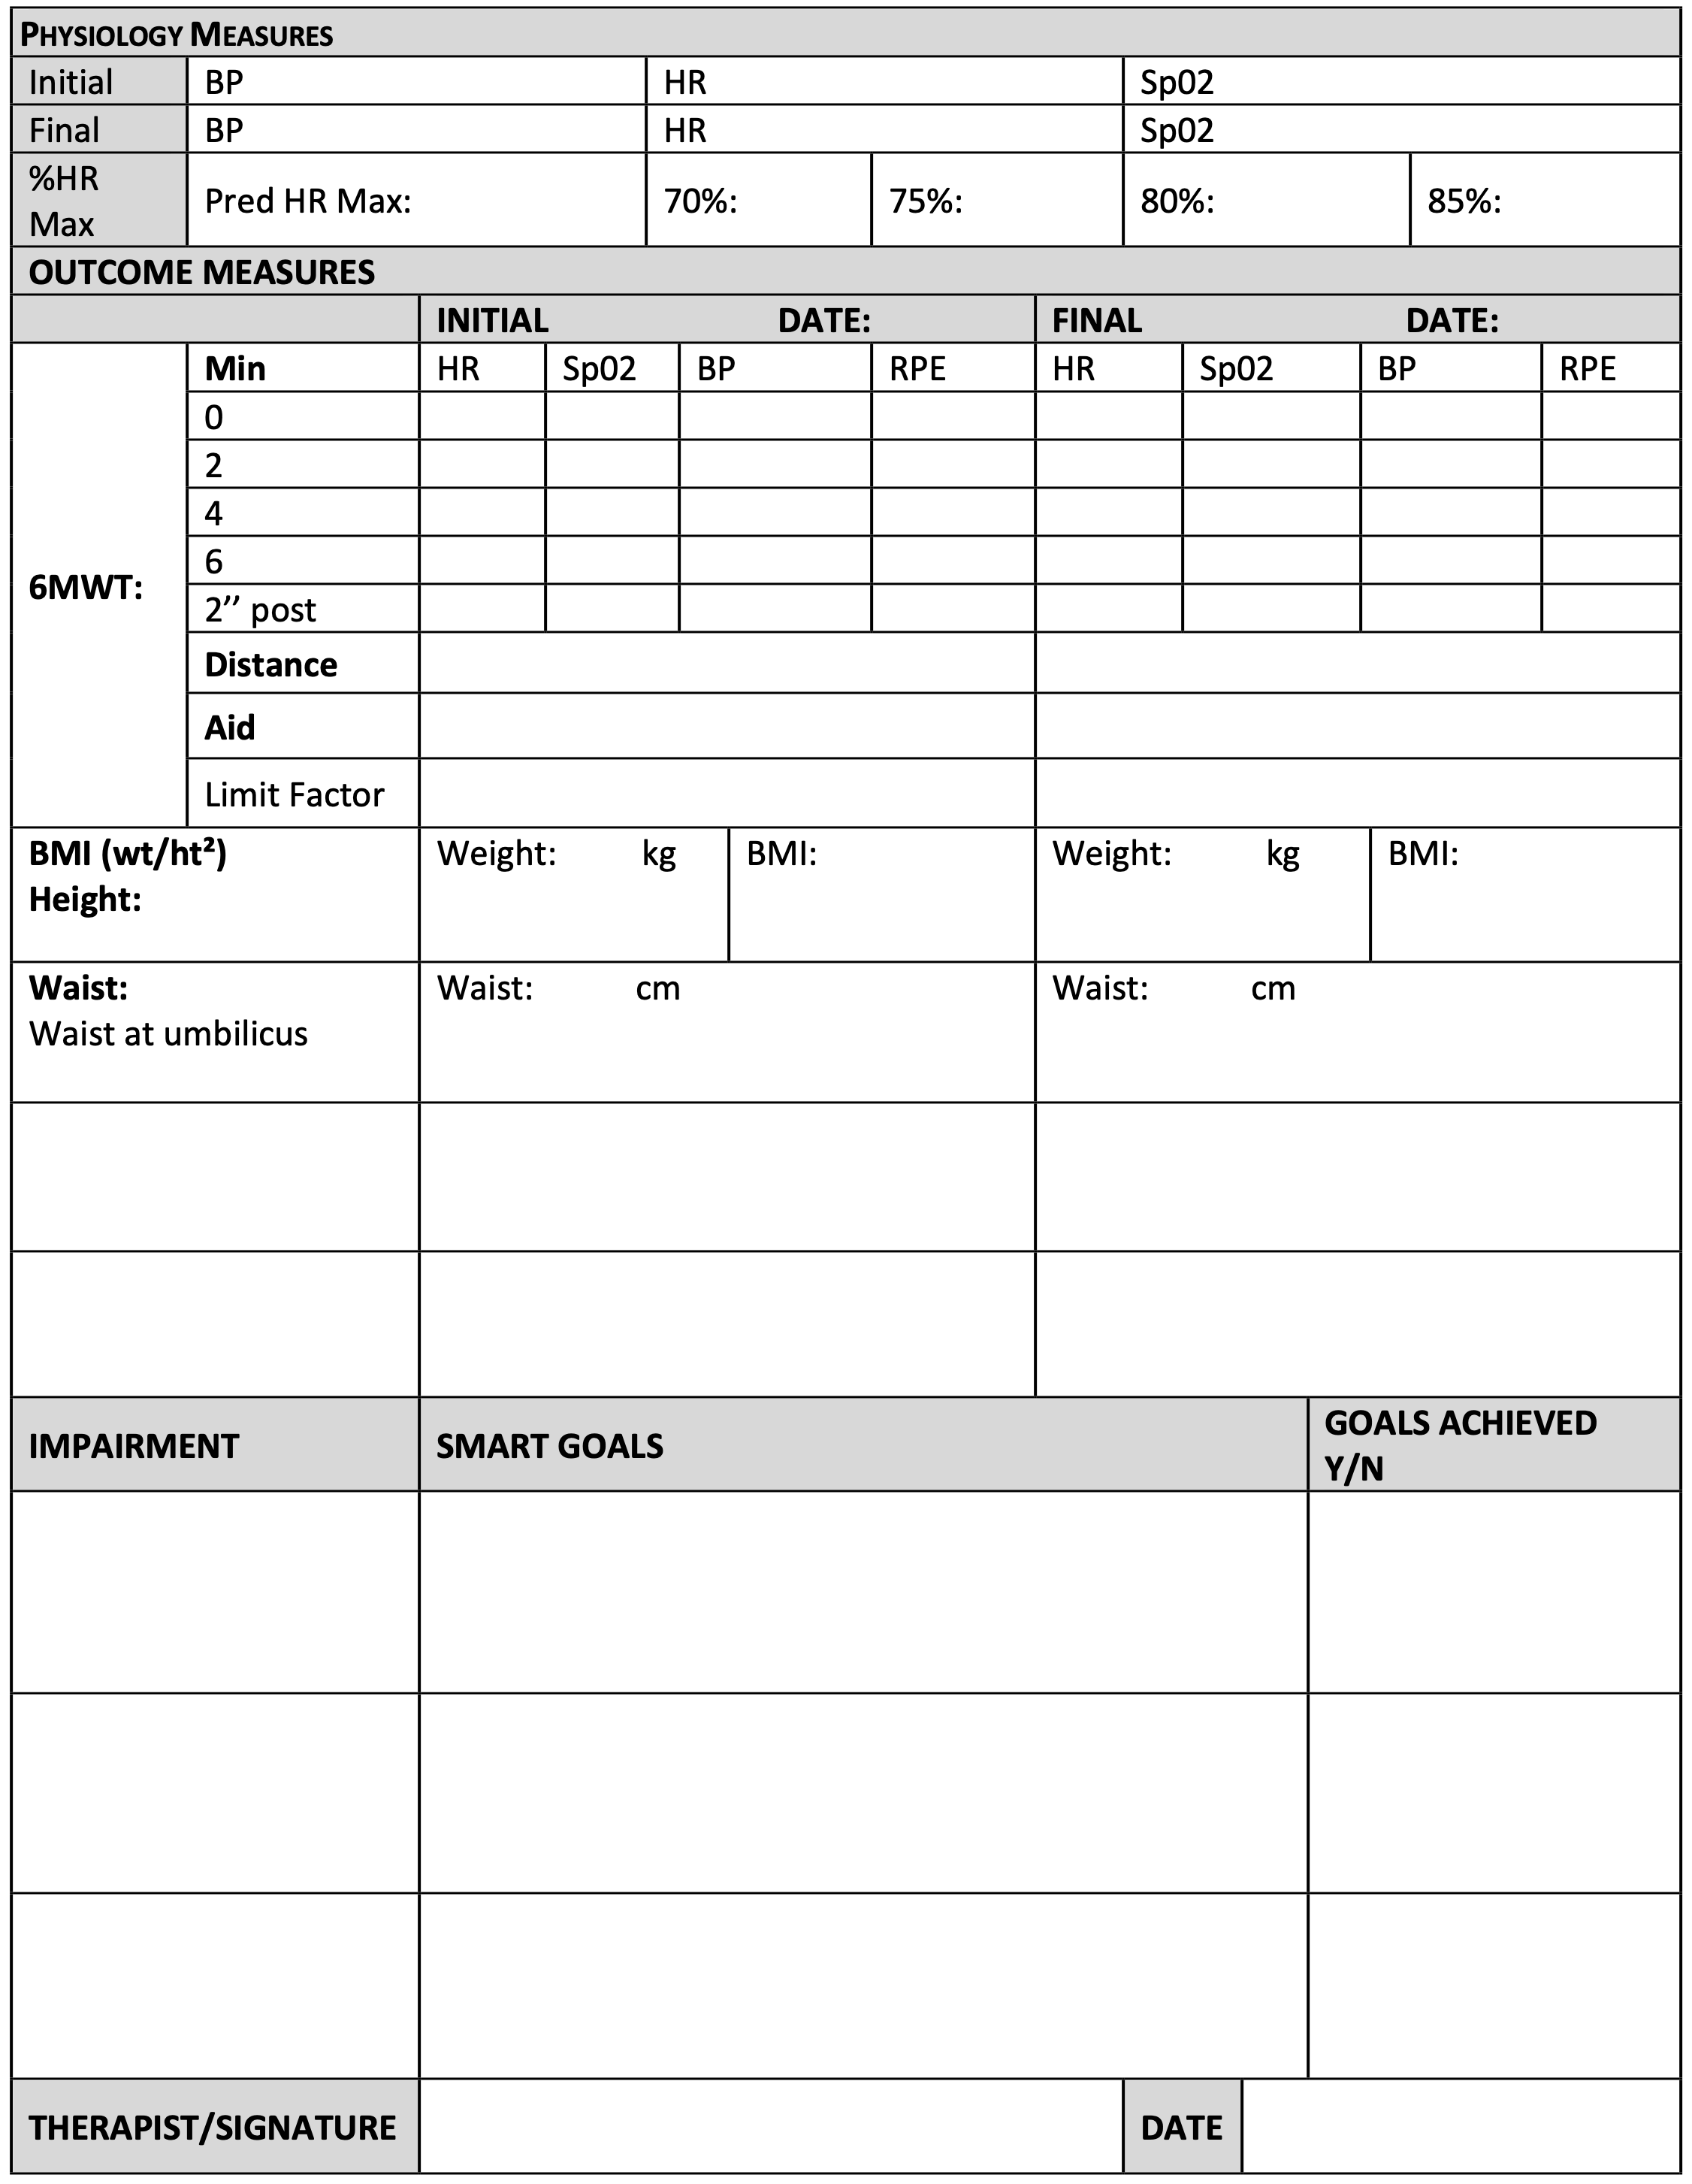 PHYSIOLOGY MEASURES
Initial BP HR Sp02
Final BP HR Sp02
%HR
Max Pred HR Max: 70%: 75%: 80%: 85%:
OUTCOME MEASURES
INITIAL DATE: FINAL DATE:
6MWT:
Min HR Sp02 BP RPE HR Sp02 BP RPE
0
2
4
6
2’’ post
Distance
Aid
Limit Factor
BMI (wt/ht²) Weight: kg BMI: Weight: kg BMI:
Height:
Waist: Waist: cm Waist: cm
Waist at umbilicus
IMPAIRMENT SMART GOALS GOALS ACHIEVED
Y/N
THERAPIST/SIGNATURE DATE